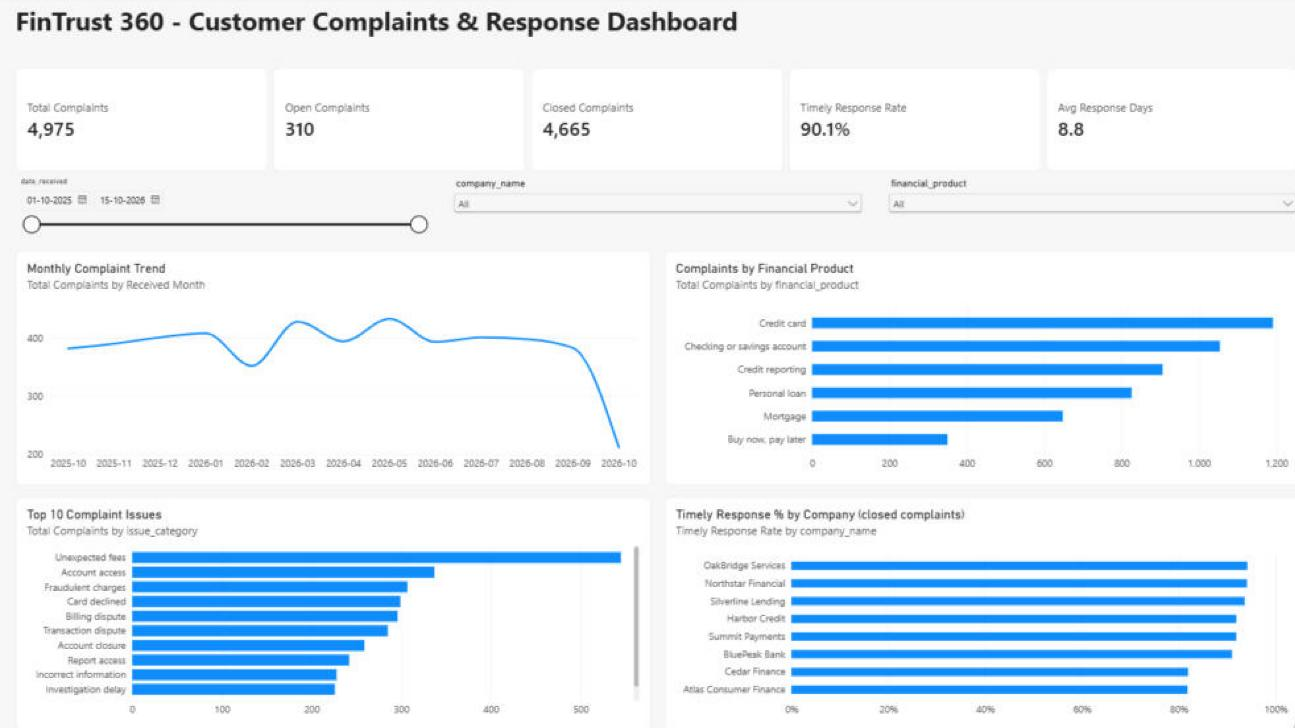 FinTrust 360 - Customer Complaints & Response Dashboard
Total Complaints
4,975
Open Complaints
310
Closed Complaints
4,665
Timely Response Rate
90.1%
Avg Response Days
8.8
date_received
01-10-2025 15-10-2026
company_name
All
financial_product
All
Monthly Complaint Trend
Total Complaints by Received Month
400
300
200
2025-10 2025-11 2025-12 2026-01 2026-02 2026-03 2026-04 2026-05 2026-06 2026-07 2026-08 2026-09 2026-10
Complaints by Financial Product
Total Complaints by financial_product
Credit card
Checking or savings account
Credit reporting
Personal loan
Mortgage
Buy now, pay later
0 200 400 600 800 1,000 1,200
Top 10 Complaint Issues
Total Complaints by issue_category
Unexpected fees
Account access
Fraudulent charges
Card declined
Billing dispute
Transaction dispute
Account closure
Report access
Incorrect information
Investigation delay
0 100 200 300 400 500
Timely Response % by Company (closed complaints)
Timely Response Rate by company_name
OakBridge Services
Northstar Financial
Silverline Lending
Harbor Credit
Summit Payments
BluePeak Bank
Cedar Finance
Atlas Consumer Finance
0% 20% 40% 60% 80% 100%